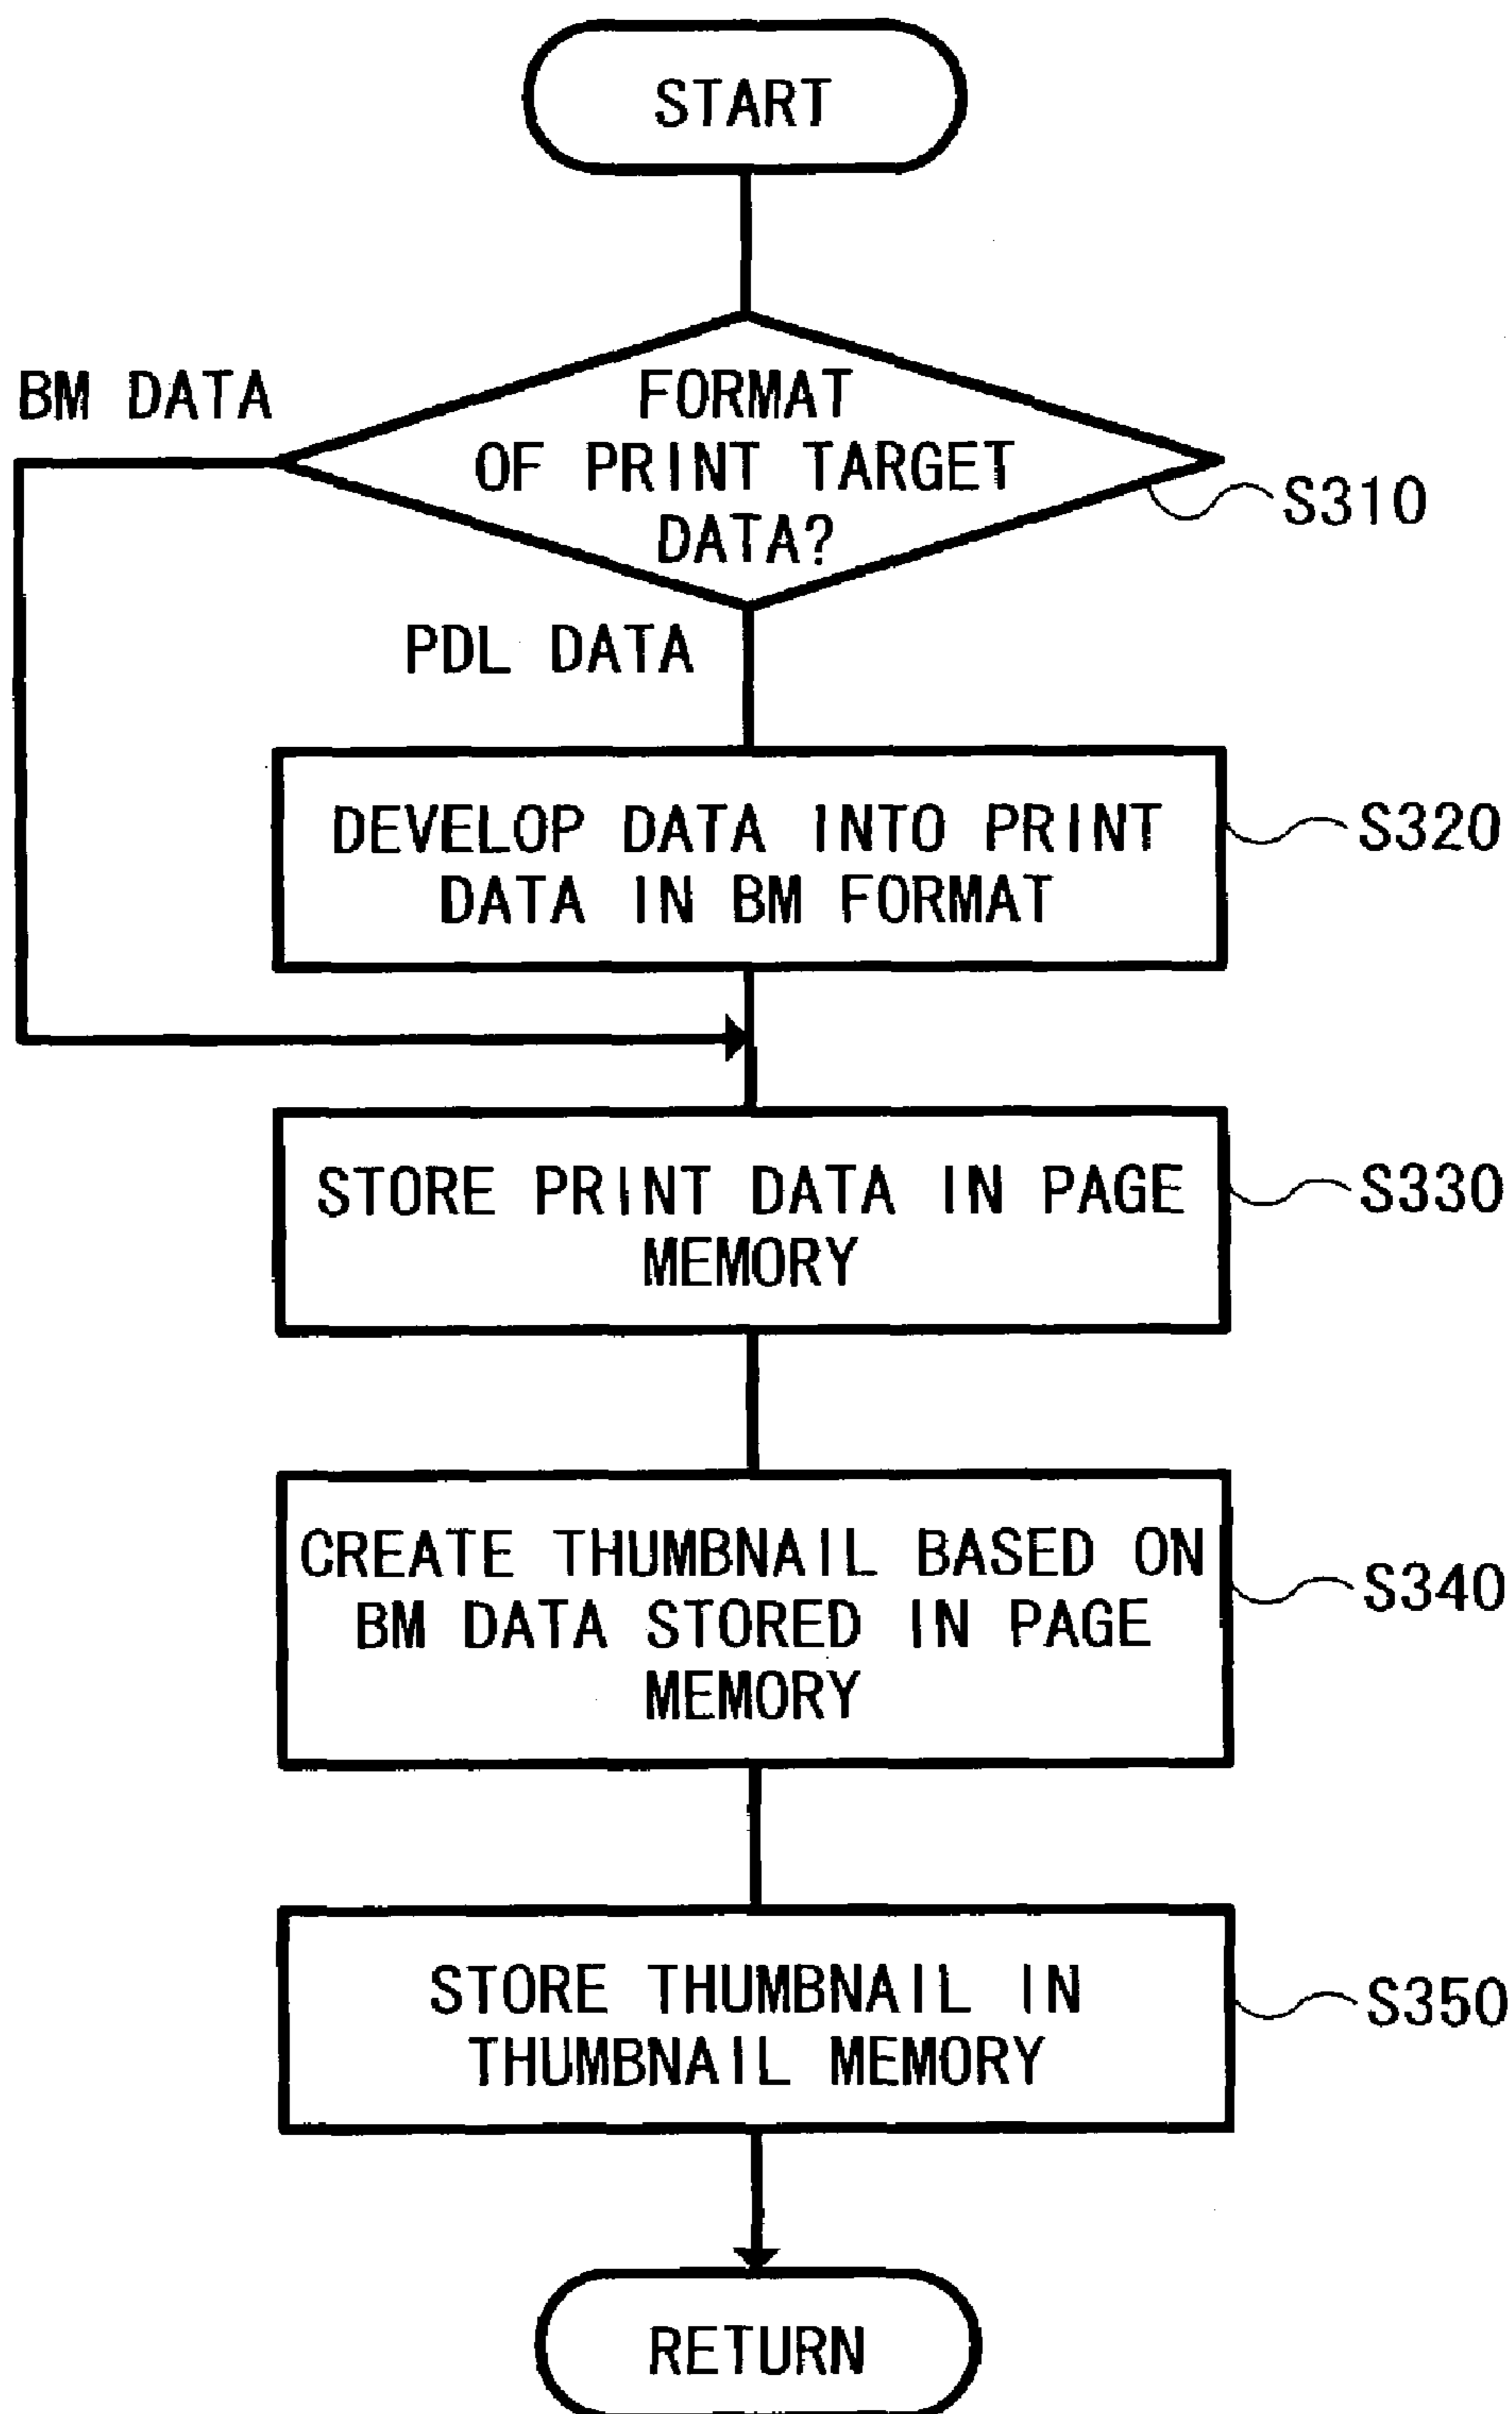 START
BM DATA
FORMAT
OF PRINT TARGET
DATA?
S310
PDL DATA
DEVELOP DATA INTO PRINT
DATA IN BM FORMAT
S320
STORE PRINT DATA IN PAGE
MEMORY
S330
CREATE THUMBNAIL BASED ON
BM DATA STORED IN PAGE
MEMORY
S340
STORE THUMBNAIL IN
THUMBNAIL MEMORY
S350
RETURN